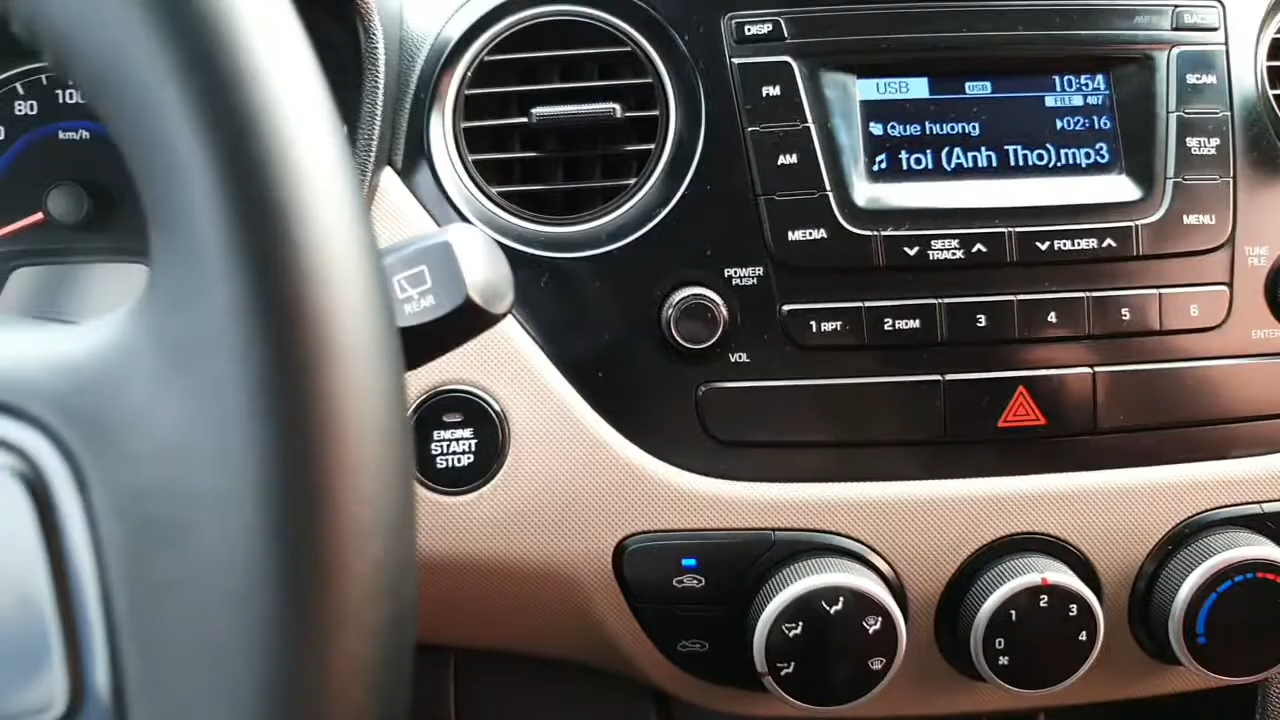 80
100
km/h
REAR
ENGINE
START
STOP
DISP
FM
AM
MEDIA
USB
USB
10:54
FILE 407
Que huong
02:16
toi (Anh Tho).mp3
BACK
SCAN
SETUP
CLOCK
MENU
SEEK
TRACK
FOLDER
POWER
PUSH
VOL
1 RPT
2 RDM
3
4
5
6
TUNE
FILE
ENTER
0
1
2
3
4